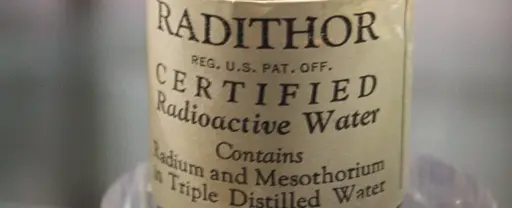 RADITHOR
REG. U.S. PAT. OFF.
CERTIFIED
Radioactive Water
Contains
Radium and Mesothorium
in Triple Distilled Water